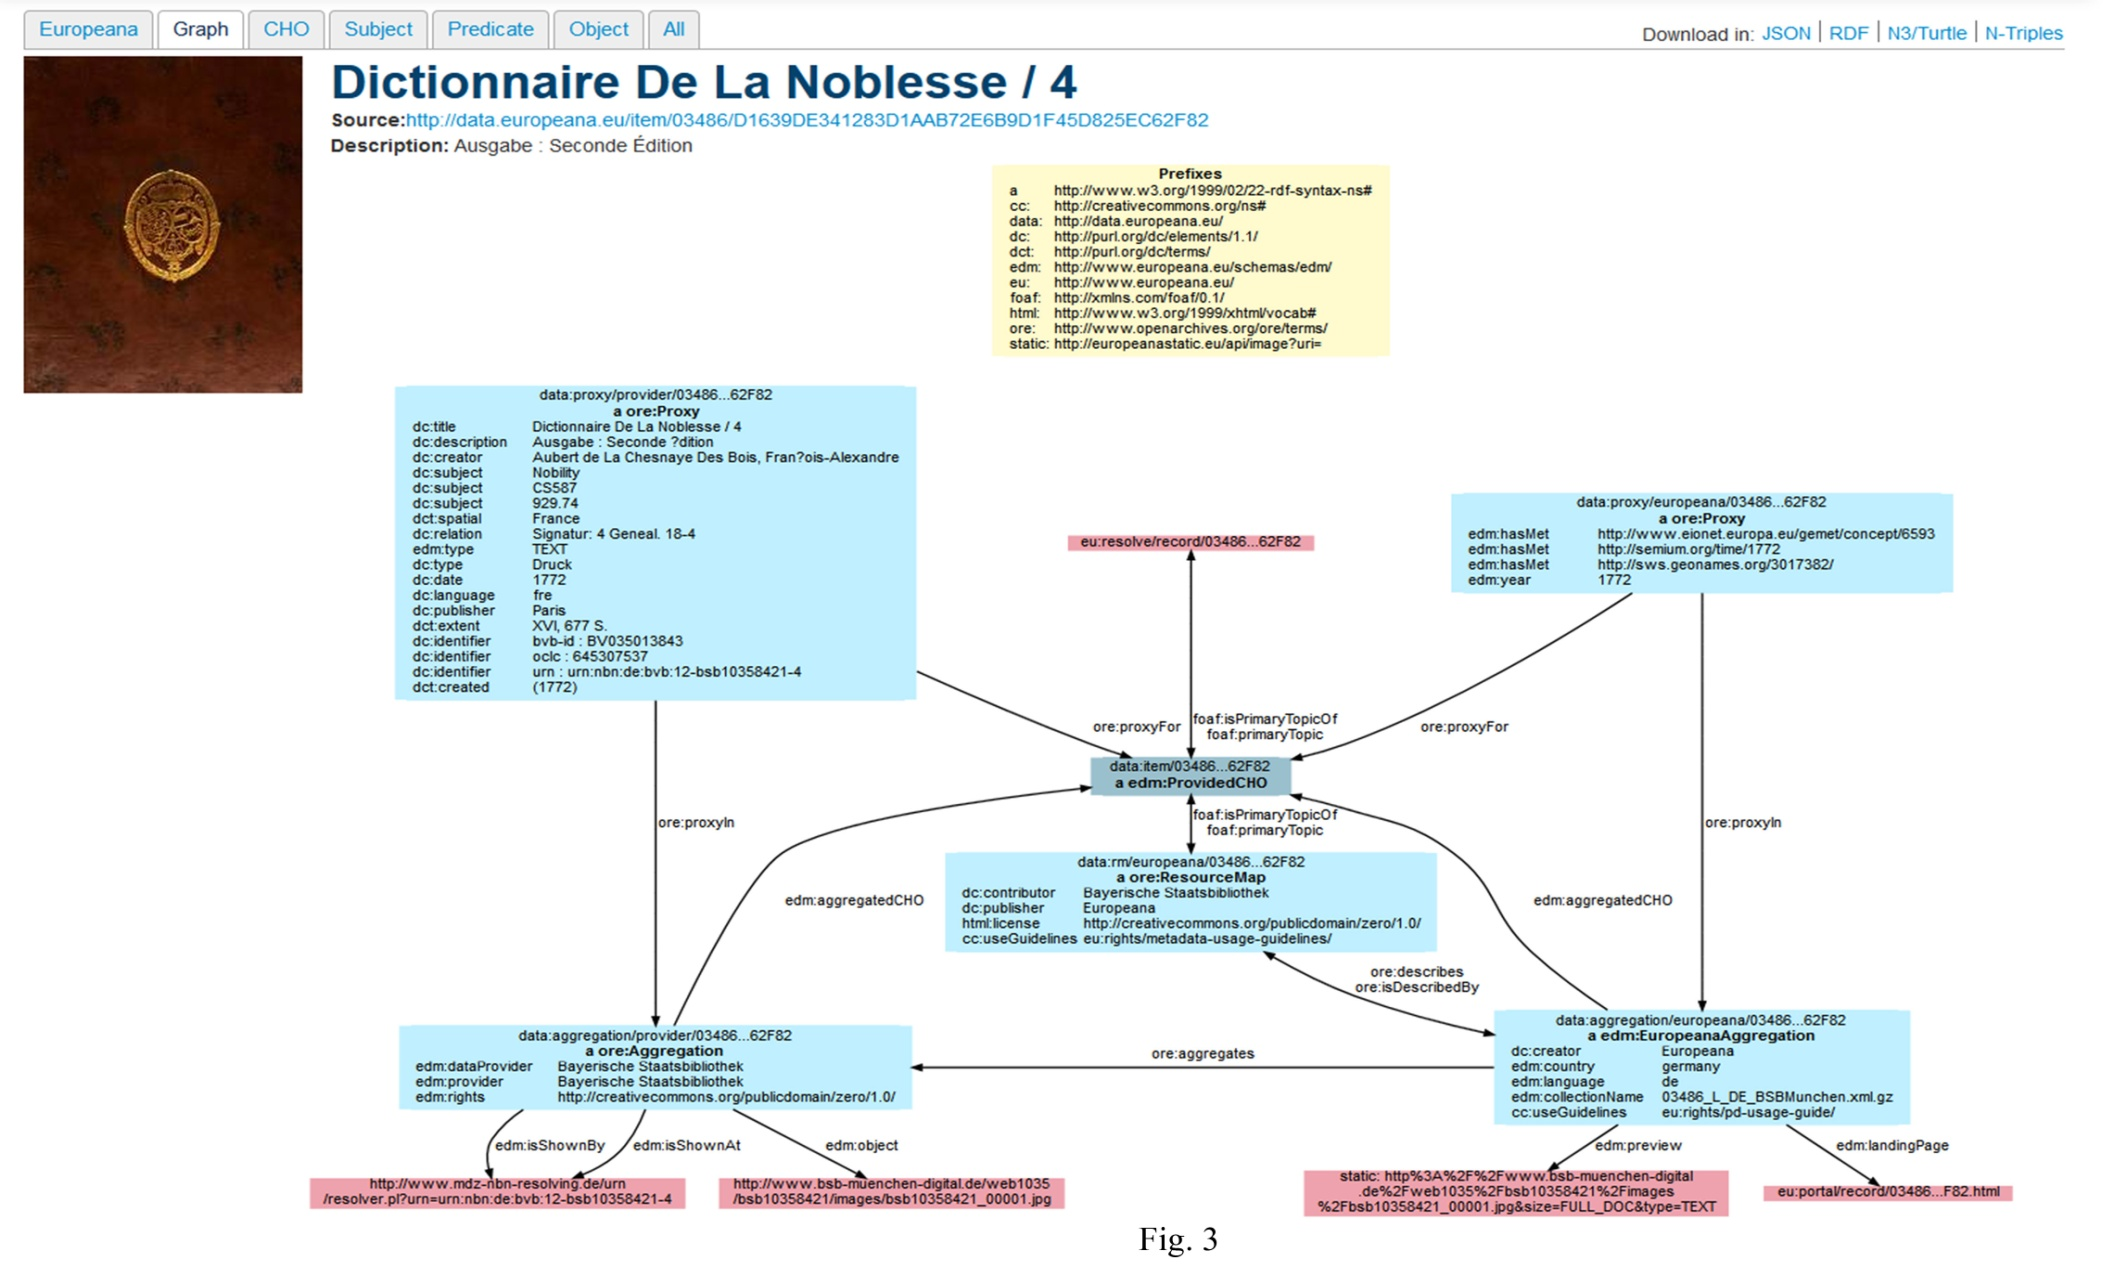 Europeana Graph CHO Subject Predicate Object All
Download in: JSON | RDF | N3/Turtle | N-Triples
Dictionnaire De La Noblesse / 4
Source:http://data.europeana.eu/item/03486/D1639DE341283D1AAB72E6B9D1F45D825EC62F82
Description: Ausgabe : Seconde Édition
Prefixes
a http://www.w3.org/1999/02/22-rdf-syntax-ns#
cc: http://creativecommons.org/ns#
data: http://data.europeana.eu/
dc: http://purl.org/dc/elements/1.1/
dct: http://purl.org/dc/terms/
edm: http://www.europeana.eu/schemas/edm/
eu: http://www.europeana.eu/
foaf: http://xmlns.com/foaf/0.1/
html: http://www.w3.org/1999/xhtml/vocab#
ore: http://www.openarchives.org/ore/terms/
static: http://europeanastatic.eu/api/image?uri=
data:proxy/provider/03486...62F82
a ore:Proxy
dc:title Dictionnaire De La Noblesse / 4
dc:description Ausgabe : Seconde ?dition
dc:creator Aubert de La Chesnaye Des Bois, Fran?ois-Alexandre
dc:subject Nobility
dc:subject CS587
dc:subject 929.74
dct:spatial France
dc:relation Signatur: 4 Geneal. 18-4
edm:type TEXT
dc:type Druck
dc:date 1772
dc:language fre
dc:publisher Paris
dct:extent XVI, 677 S.
dc:identifier bvb-id : BV035013843
dc:identifier oclc : 645307537
dc:identifier urn : urn:nbn:de:bvb:12-bsb10358421-4
dct:created (1772)
eu:resolve/record/03486...62F82
data:proxy/europeana/03486...62F82
a ore:Proxy
edm:hasMet http://www.eionet.europa.eu/gemet/concept/6593
edm:hasMet http://semium.org/time/1772
edm:hasMet http://sws.geonames.org/3017382/
edm:year 1772
ore:proxyFor
foaf:isPrimaryTopicOf
foaf:primaryTopic
ore:proxyFor
data:item/03486...62F82
a edm:ProvidedCHO
ore:proxyIn
foaf:isPrimaryTopicOf
foaf:primaryTopic
ore:proxyIn
data:rm/europeana/03486...62F82
a ore:ResourceMap
dc:contributor Bayerische Staatsbibliothek
dc:publisher Europeana
html:license http://creativecommons.org/publicdomain/zero/1.0/
cc:useGuidelines eu:rights/metadata-usage-guidelines/
edm:aggregatedCHO
edm:aggregatedCHO
ore:describes
ore:isDescribedBy
data:aggregation/provider/03486...62F82
a ore:Aggregation
edm:dataProvider Bayerische Staatsbibliothek
edm:provider Bayerische Staatsbibliothek
edm:rights http://creativecommons.org/publicdomain/zero/1.0/
ore:aggregates
data:aggregation/europeana/03486...62F82
a edm:EuropeanaAggregation
dc:creator Europeana
edm:country germany
edm:language de
edm:collectionName 03486_L_DE_BSBMunchen.xml.gz
cc:useGuidelines eu:rights/pd-usage-guide/
edm:isShownBy
edm:isShownAt
edm:object
edm:preview
edm:landingPage
http://www.mdz-nbn-resolving.de/urn
/resolver.pl?urn=urn:nbn:de:bvb:12-bsb10358421-4
http://www.bsb-muenchen-digital.de/web1035
/bsb10358421/images/bsb10358421_00001.jpg
static: http%3A%2F%2Fwww.bsb-muenchen-digital
.de%2Fweb1035%2Fbsb10358421%2Fimages
%2Fbsb10358421_00001.jpg&size=FULL_DOC&type=TEXT
eu:portal/record/03486...F82.html
Fig. 3